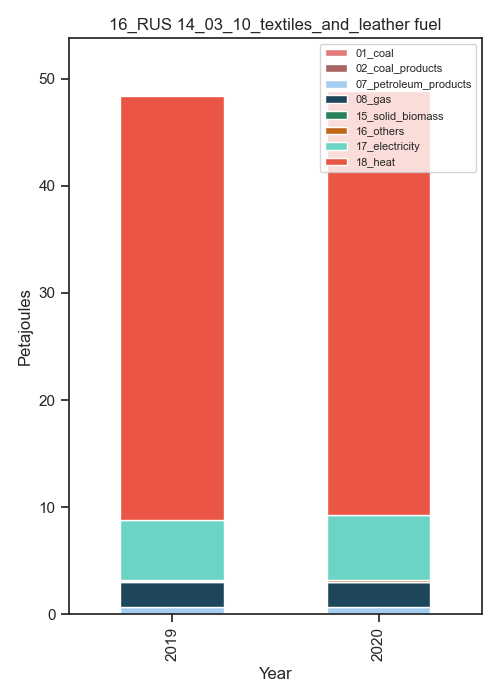 16_RUS 14_03_10_textiles_and_leather fuel
01_coal
02_coal_products
07_petroleum_products
08_gas
15_solid_biomass
16_others
17_electricity
18_heat
50
40
30
20
10
0
Petajoules
2019
2020
Year